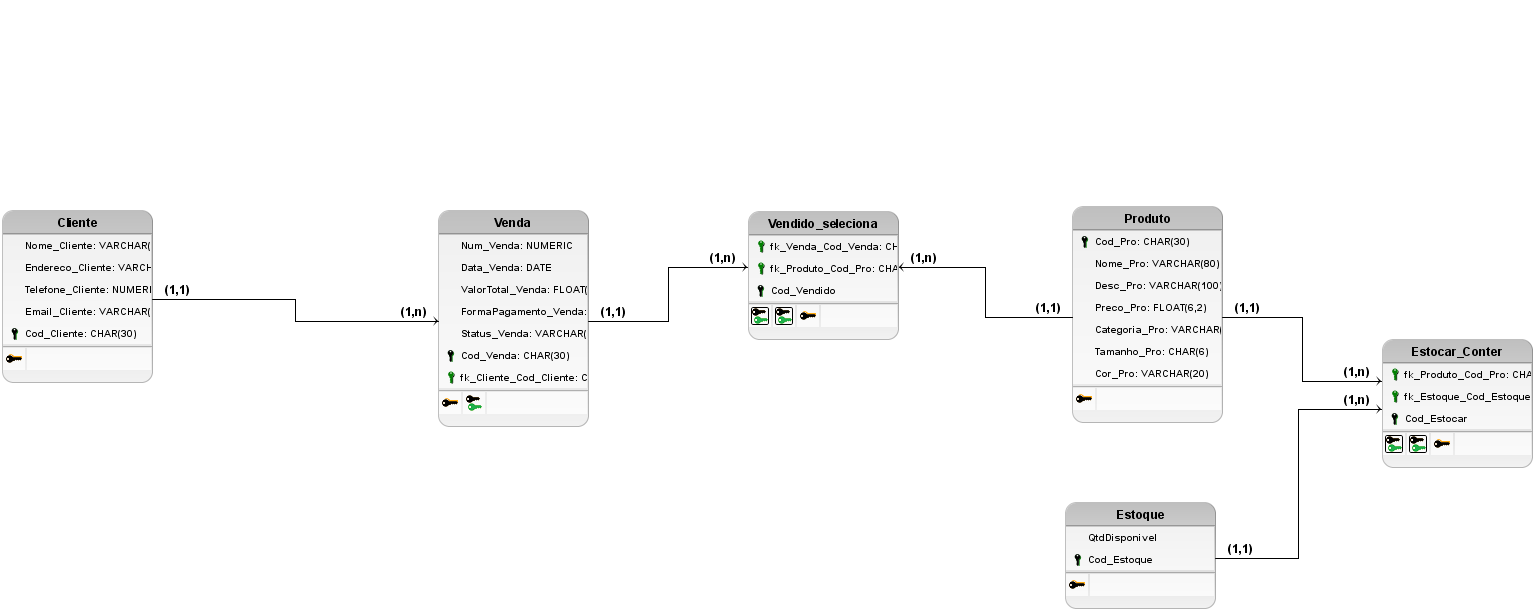 Cliente
Nome_Cliente: VARCHAR(
Endereco_Cliente: VARCH
Telefone_Cliente: NUMERI
Email_Cliente: VARCHAR(
Cod_Cliente: CHAR(30)
(1,1)
(1,n)
Venda
Num_Venda: NUMERIC
Data_Venda: DATE
ValorTotal_Venda: FLOAT(
FormaPagamento_Venda:
Status_Venda: VARCHAR(
Cod_Venda: CHAR(30)
fk_Cliente_Cod_Cliente: C
(1,1)
(1,n)
Vendido_seleciona
fk_Venda_Cod_Venda: CH
fk_Produto_Cod_Pro: CHA
Cod_Vendido
(1,n)
(1,1)
Produto
Cod_Pro: CHAR(30)
Nome_Pro: VARCHAR(80)
Desc_Pro: VARCHAR(100)
Preco_Pro: FLOAT(6,2)
Categoria_Pro: VARCHAR(
Tamanho_Pro: CHAR(6)
Cor_Pro: VARCHAR(20)
(1,1)
(1,n)
(1,n)
Estocar_Conter
fk_Produto_Cod_Pro: CHA
fk_Estoque_Cod_Estoque
Cod_Estocar
Estoque
QtdDisponivel
Cod_Estoque
(1,1)